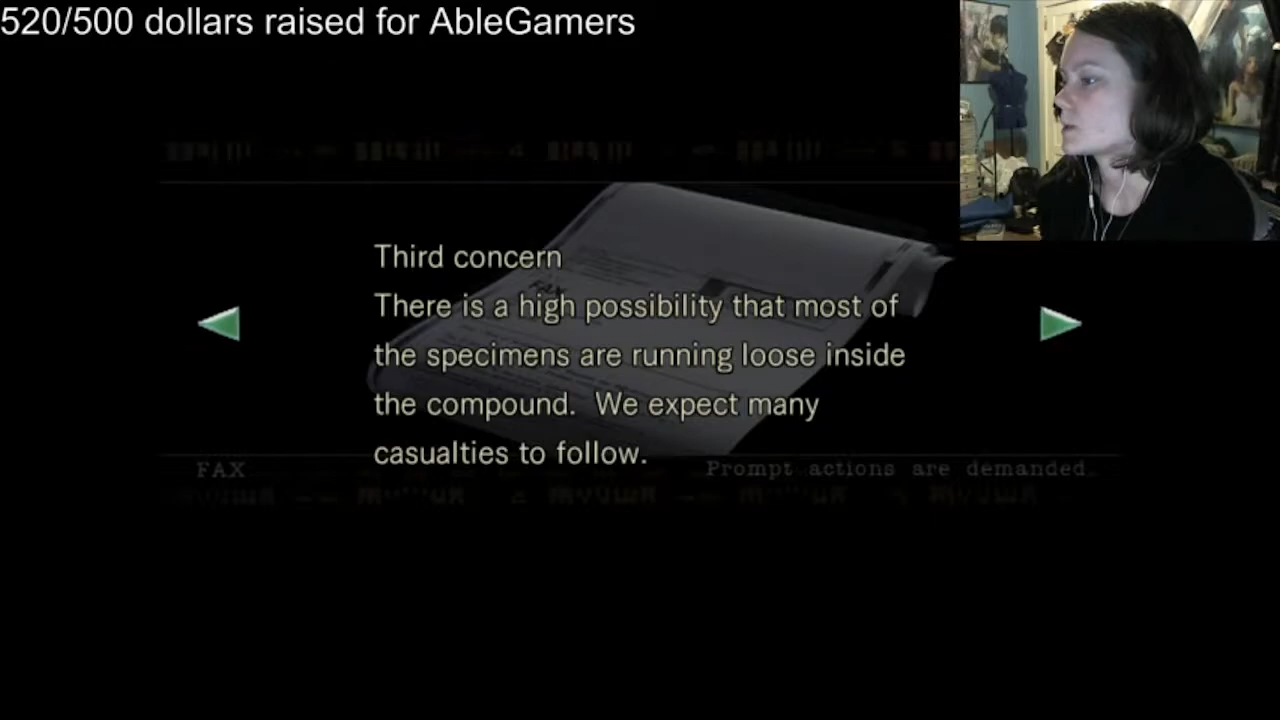 520/500 dollars raised for AbleGamers
Third concern
There is a high possibility that most of
the specimens are running loose inside
the compound. We expect many
casualties to follow.
FAX
Prompt actions are demanded.